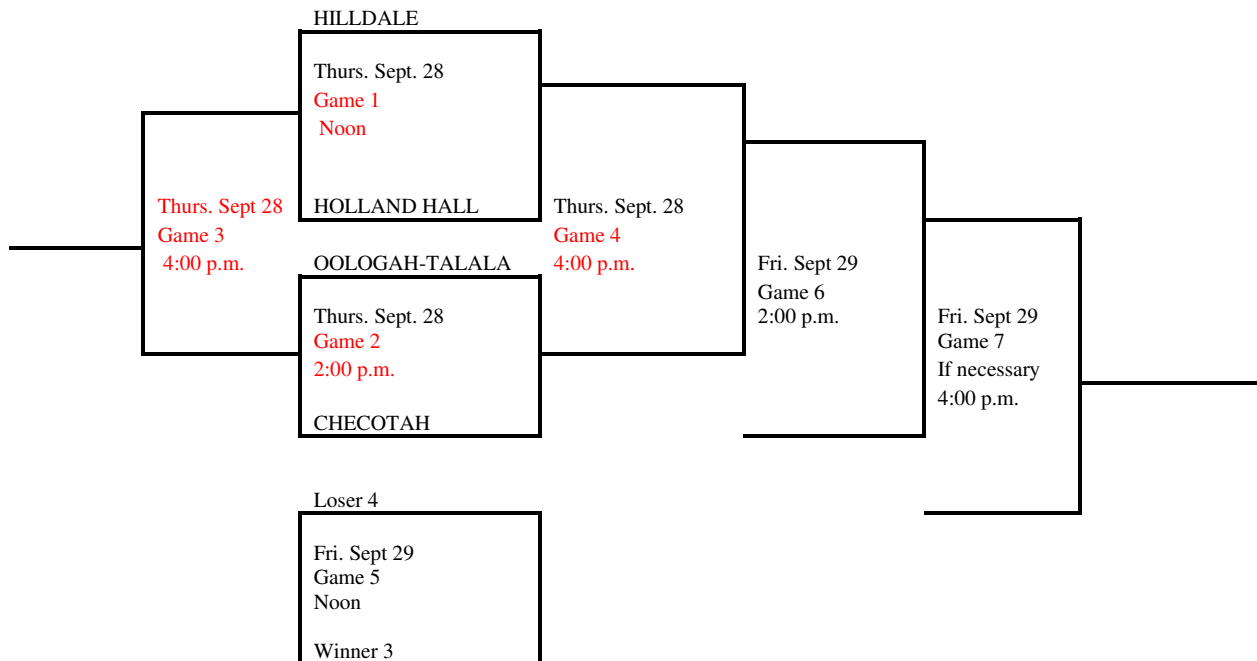 HILLDALE
Thurs. Sept. 28
Game 1
Noon
HOLLAND HALL
Thurs. Sept 28
Game 3
4:00 p.m.
OOLOGAH-TALALA
Thurs. Sept. 28
Game 2
2:00 p.m.
CHECOTAH
Thurs. Sept. 28
Game 4
4:00 p.m.
Fri. Sept 29
Game 6
2:00 p.m.
Fri. Sept 29
Game 7
If necessary
4:00 p.m.
Loser 4
Fri. Sept 29
Game 5
Noon
Winner 3